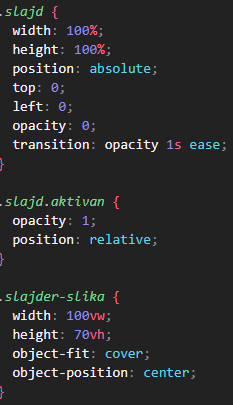 .slajd {
width: 100%;
height: 100%;
position: absolute;
top: 0;
left: 0;
opacity: 0;
transition: opacity 1s ease;
}
.slajd.aktivan {
opacity: 1;
position: relative;
}
.slajder-slika {
width: 100vw;
height: 70vh;
object-fit: cover;
object-position: center;
}